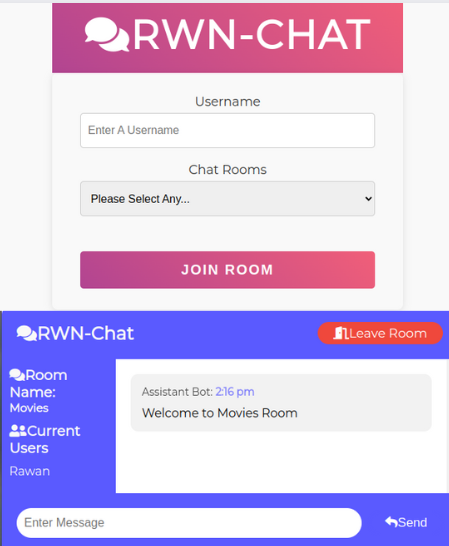 RWN-CHAT
Username
Enter A Username
Chat Rooms
Please Select Any...
JOIN ROOM
RWN-Chat
Leave Room
Room
Name:
Movies
Current
Users
Rawan
Assistant Bot: 2:16 pm
Welcome to Movies Room
Enter Message
Send